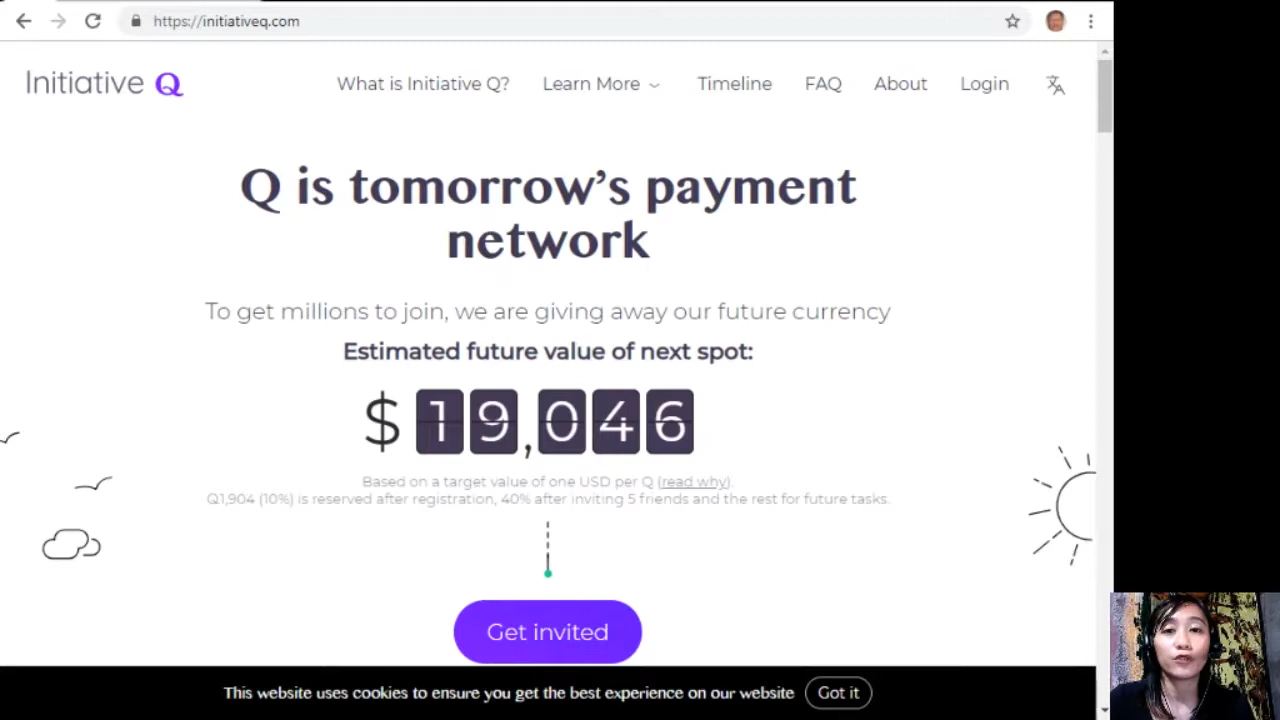 https://initiativeq.com
Initiative Q
What is Initiative Q? Learn More Timeline FAQ About Login
Q is tomorrow's payment
network
To get millions to join, we are giving away our future currency
Estimated future value of next spot:
$ 19,046
Based on a target value of one USD per Q (read why).
Q1,904 (10%) is reserved after registration, 40% after inviting 5 friends and the rest for future tasks.
Get invited
This website uses cookies to ensure you get the best experience on our website Got it